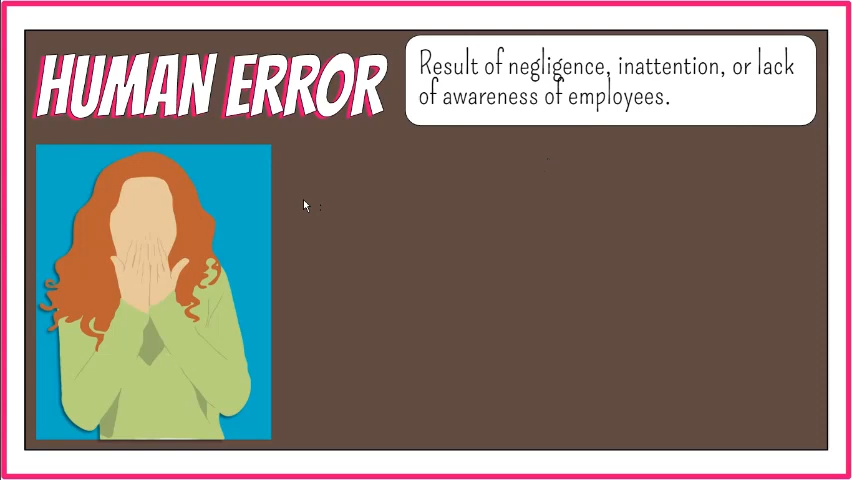 HUMAN ERROR
Result of negligence, inattention, or lack
of awareness of employees.